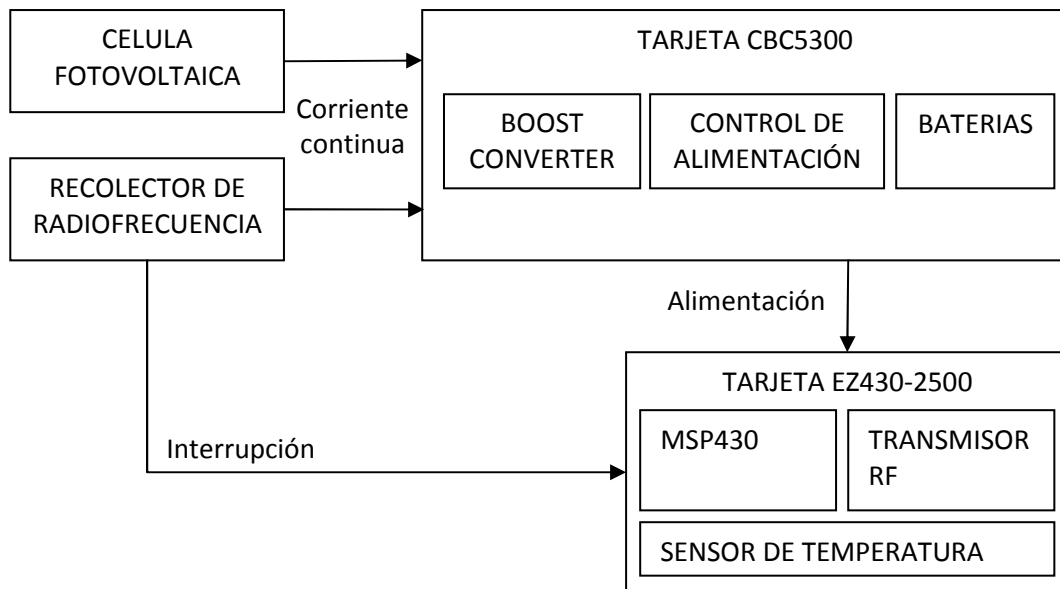 CELULA
FOTOVOLTAICA
TARJETA CBC5300
Corriente
continua
BOOST
CONVERTER
CONTROL DE
ALIMENTACIÓN
BATERIAS
RECOLECTOR DE
RADIOFRECUENCIA
Alimentación
TARJETA EZ430-2500
Interrupción
MSP430
TRANSMISOR
RF
SENSOR DE TEMPERATURA